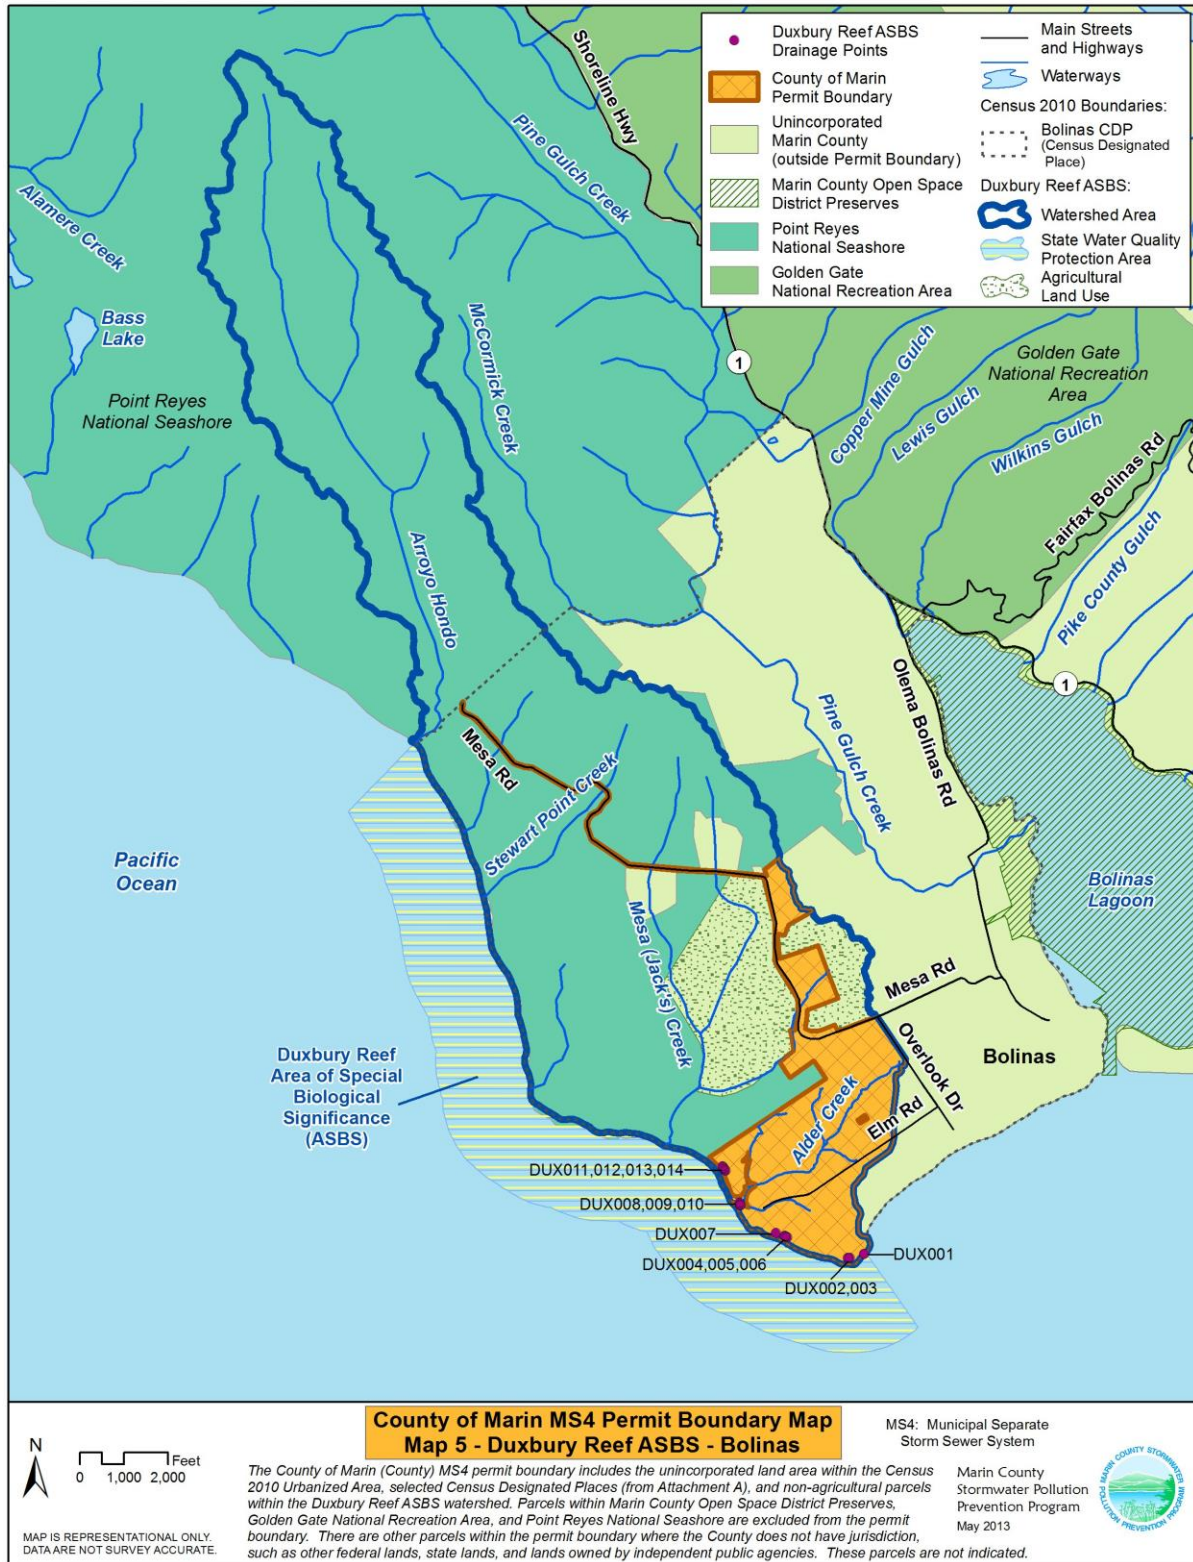 Duxbury Reef ASBS
Drainage Points
County of Marin
Permit Boundary
Unincorporated
Marin County
(outside Permit Boundary)
Marin County Open Space
District Preserves
Point Reyes
National Seashore
Golden Gate
National Recreation Area
Main Streets
and Highways
Waterways
Census 2010 Boundaries:
Bolinas CDP
(Census Designated
Place)
Duxbury Reef ASBS:
Watershed Area
State Water Quality
Protection Area
Agricultural
Land Use
Shoreline Hwy
Pine Gulch Creek
Alamere Creek
Bass
Lake
McCormick Creek
Point Reyes
National Seashore
1
Copper Mine Gulch
Lewis Gulch
Golden Gate
National Recreation
Area
Wilkins Gulch
Fairfax Bolinas Rd
Pike County Gulch
Arroyo Hondo
1
Olema Bolinas Rd
Pine Gulch Creek
Mesa Rd
Stewart Point Creek
Pacific
Ocean
Bolinas
Lagoon
Mesa (Jack's) Creek
Mesa Rd
Overlook Dr
Bolinas
Duxbury Reef
Area of Special
Biological
Significance
(ASBS)
Alder Creek
Elm Rd
DUX011,012,013,014
DUX008,009,010
DUX007
DUX004,005,006
DUX001
DUX002,003
N
Feet
0 1,000 2,000
MAP IS REPRESENTATIONAL ONLY.
DATA ARE NOT SURVEY ACCURATE.
County of Marin MS4 Permit Boundary Map
Map 5 - Duxbury Reef ASBS - Bolinas
The County of Marin (County) MS4 permit boundary includes the unincorporated land area within the Census
2010 Urbanized Area, selected Census Designated Places (from Attachment A), and non-agricultural parcels
within the Duxbury Reef ASBS watershed. Parcels within Marin County Open Space District Preserves,
Golden Gate National Recreation Area, and Point Reyes National Seashore are excluded from the permit
boundary. There are other parcels within the permit boundary where the County does not have jurisdiction,
such as other federal lands, state lands, and lands owned by independent public agencies. These parcels are not indicated.
MS4: Municipal Separate
Storm Sewer System
Marin County
Stormwater Pollution
Prevention Program
May 2013
MARIN COUNTY STORMWATER
POLLUTION PREVENTION PROGRAM